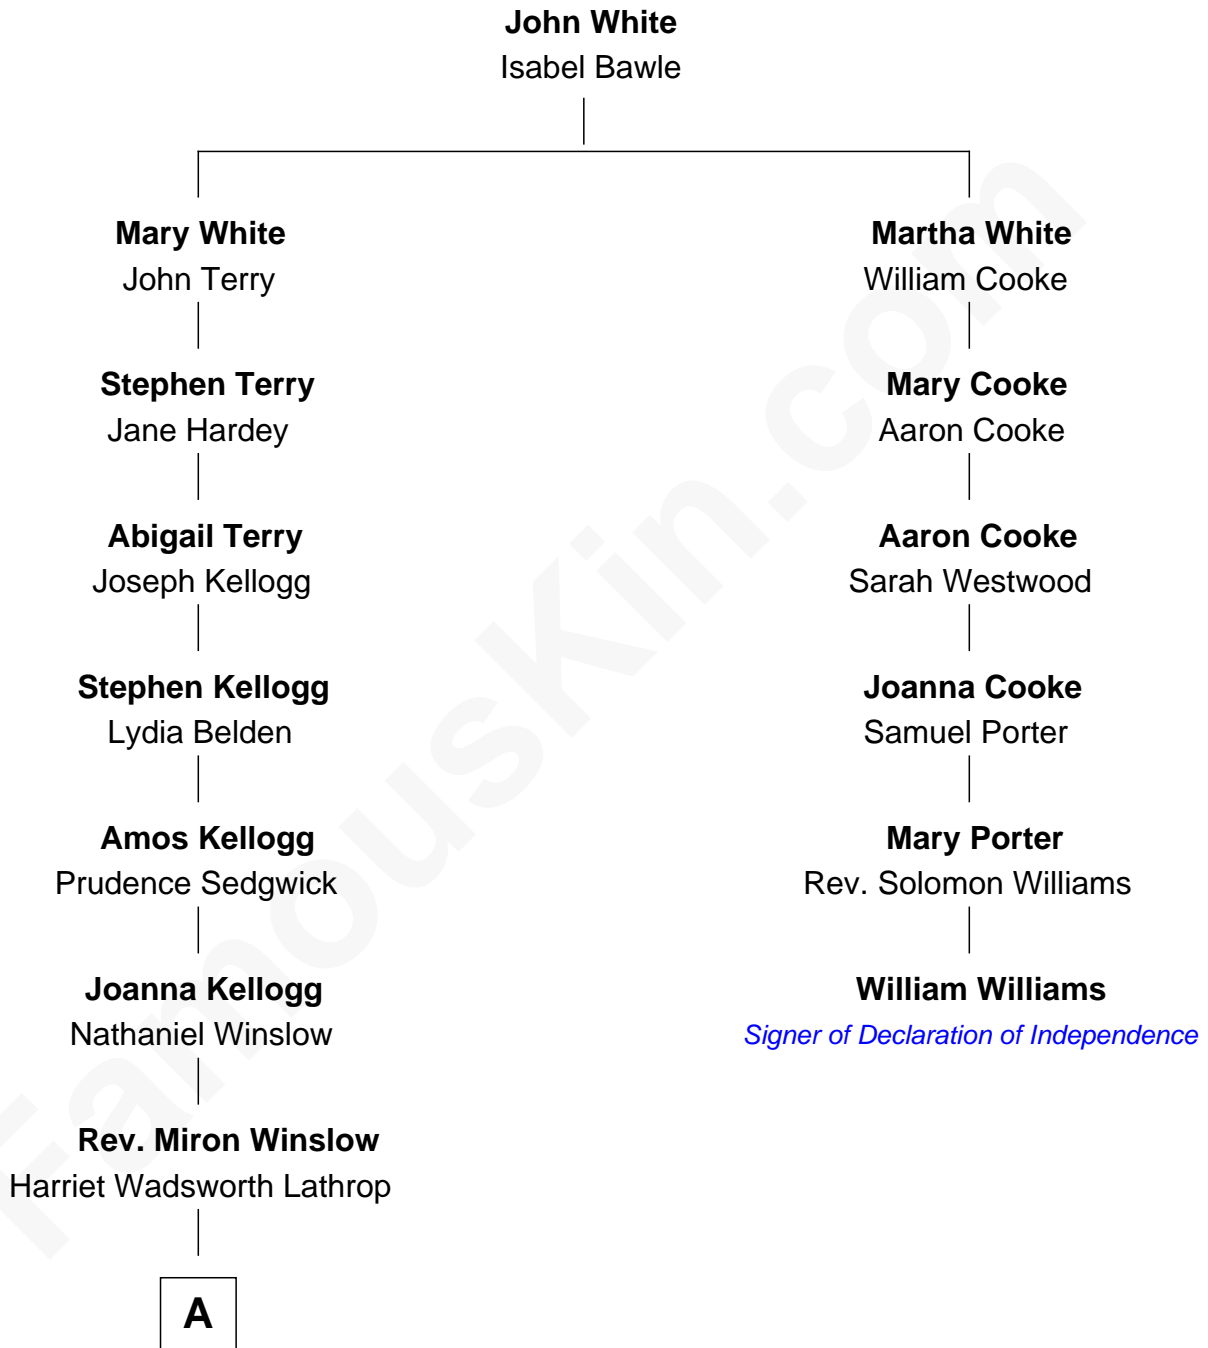 John White
Isabel Bawle
Mary White
John Terry
Martha White
William Cooke
Stephen Terry
Jane Hardey
Mary Cooke
Aaron Cooke
Abigail Terry
Joseph Kellogg
Aaron Cooke
Sarah Westwood
Stephen Kellogg
Lydia Belden
Joanna Cooke
Samuel Porter
Amos Kellogg
Prudence Sedgwick
Mary Porter
Rev. Solomon Williams
Joanna Kellogg
Nathaniel Winslow
William Williams
Signer of Declaration of Independence
Rev. Miron Winslow
Harriet Wadsworth Lathrop
A
FamousKin.com